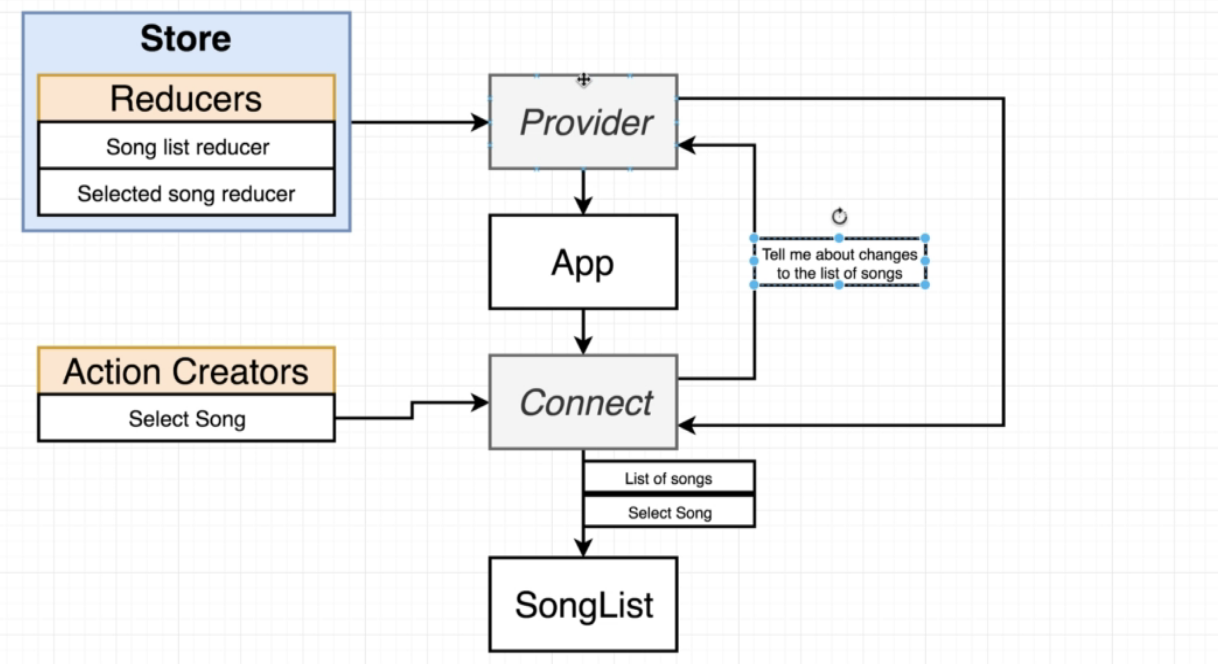 Store
Reducers
Song list reducer
Selected song reducer
Provider
App
Tell me about changes
to the list of songs
Action Creators
Select Song
Connect
List of songs
Select Song
SongList